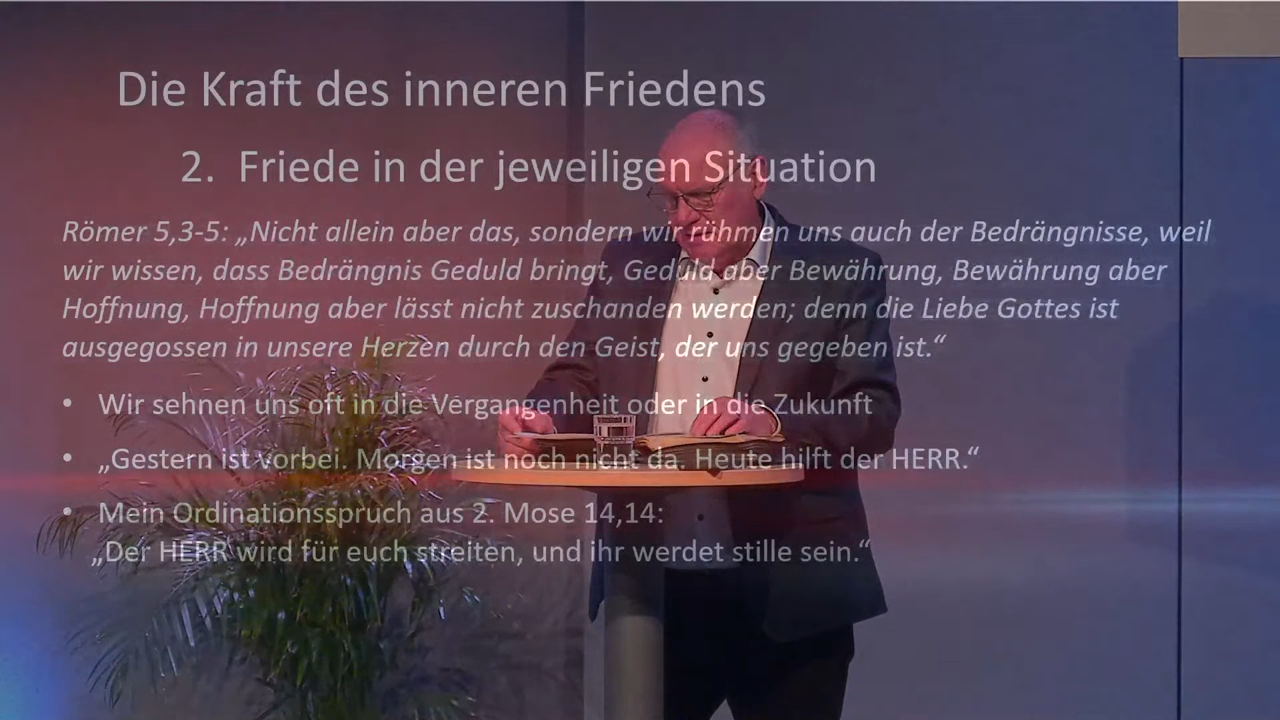 Die Kraft des inneren Friedens
2. Friede in der jeweiligen Situation
Römer 5,3-5: „Nicht allein aber das, sondern wir rühmen uns auch der Bedrängnisse, weil
wir wissen, dass Bedrängnis Geduld bringt, Geduld aber Bewährung, Bewährung aber
Hoffnung, Hoffnung aber lässt nicht zuschanden werden; denn die Liebe Gottes ist
ausgegossen in unsere Herzen durch den Geist, der uns gegeben ist.“
• Wir sehnen uns oft in die Vergangenheit oder in die Zukunft
• „Gestern ist vorbei. Morgen ist noch nicht da. Heute hilft der HERR.“
• Mein Ordinationsspruch aus 2. Mose 14,14:
„Der HERR wird für euch streiten, und ihr werdet stille sein.“